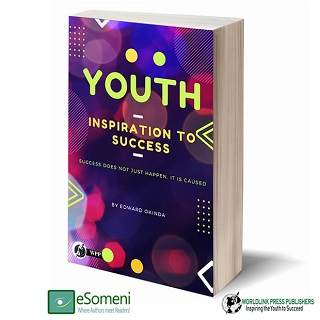 YOUTH
INSPIRATION TO
SUCCESS
SUCCESS DOES NOT JUST HAPPEN, IT IS CAUSED
BY EDWARD OKINDA
WPP
eSomeni
Where Authors meet Readers!
WORLDLINK PRESS PUBLISHERS
Inspiring the Youth to Succeed